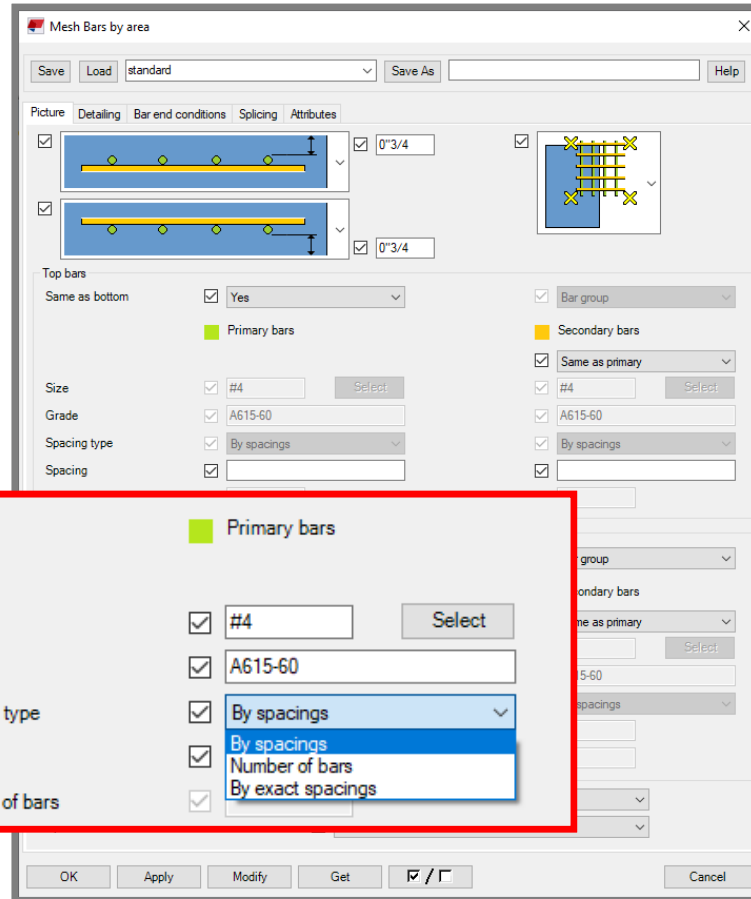 Mesh Bars by area
Save Load standard Save As Help
Picture Detailing Bar end conditions Splicing Attributes
0"3/4
0"3/4
Top bars
Same as bottom Yes Bar group
Primary bars Secondary bars
Same as primary
Size #4 Select #4 Select
Grade A615-60 A615-60
Spacing type By spacings By spacings
Spacing
Primary bars
#4 Select
A615-60
type By spacings
By spacings
Number of bars
By exact spacings
of bars
group
ondary bars
me as primary
Select
5-60
spacings
OK Apply Modify Get / Cancel